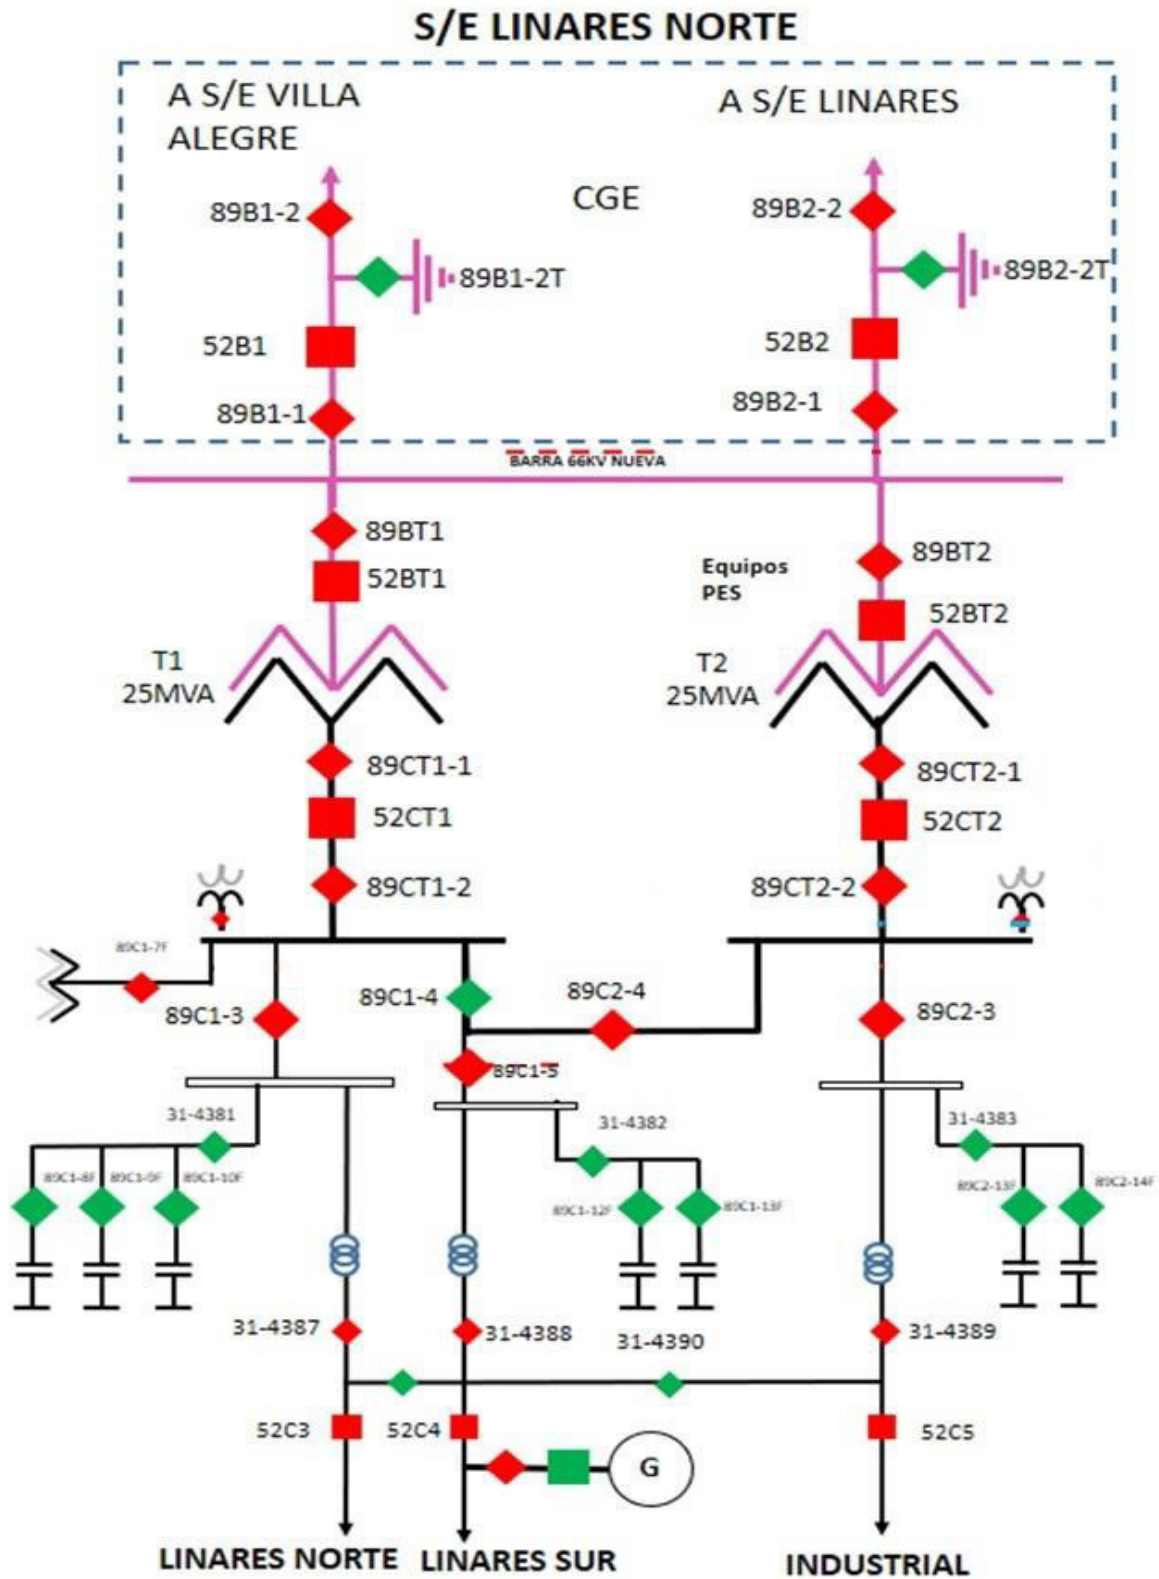 S/E LINARES NORTE
A S/E VILLA
ALEGRE
A S/E LINARES
CGE
89B1-2
89B2-2
89B1-2T
89B2-2T
52B1
52B2
89B1-1
89B2-1
BARRA 66KV NUEVA
89BT1
89BT2
52BT1
Equipos
PES
52BT2
T1
25MVA
T2
25MVA
89CT1-1
89CT2-1
52CT1
52CT2
89CT1-2
89CT2-2
89C1-7F
89C1-3
89C1-4
89C2-4
89C2-3
89C1-5
31-4381
31-4382
31-4383
89C1-8F
89C1-9F
89C1-10F
89C1-12F
89C1-13F
89C2-13F
89C2-14F
31-4387
31-4388
31-4390
31-4389
52C3
52C4
52C5
G
LINARES NORTE
LINARES SUR
INDUSTRIAL